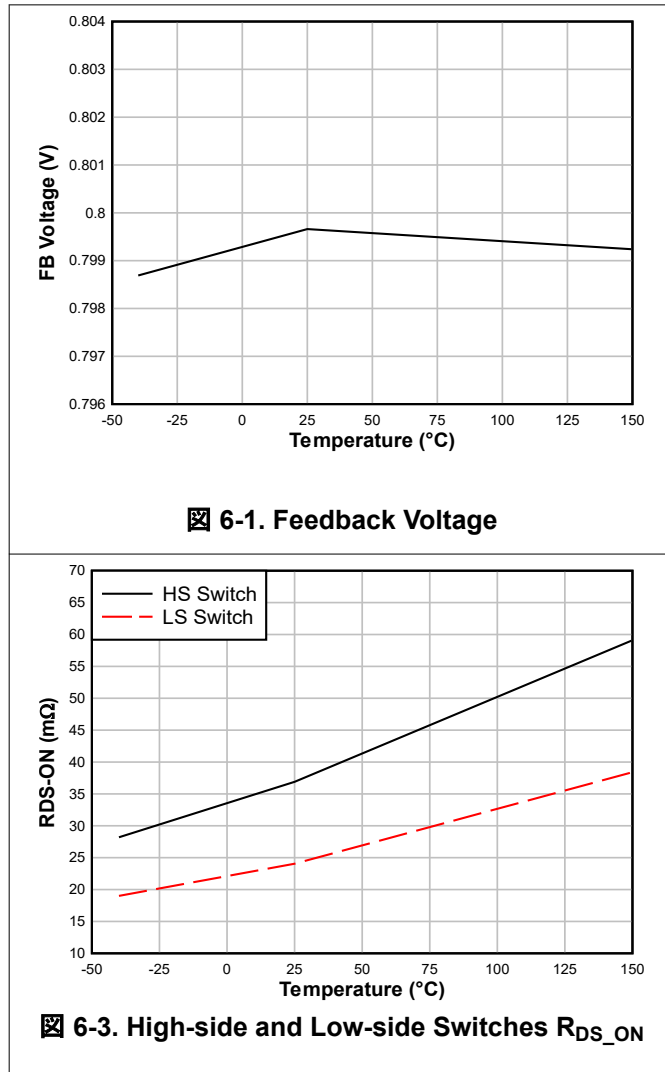 0.804
0.803
0.802
0.801
0.8
0.799
0.798
0.797
0.796
FB Voltage (V)
-50 -25 0 25 50 75 100 125 150
Temperature (°C)
図 6-1. Feedback Voltage
70
65
60
55
50
45
40
35
30
25
20
15
10
RDS-ON (mΩ)
HS Switch
LS Switch
-50 -25 0 25 50 75 100 125 150
Temperature (°C)
図 6-3. High-side and Low-side Switches RDS_ON